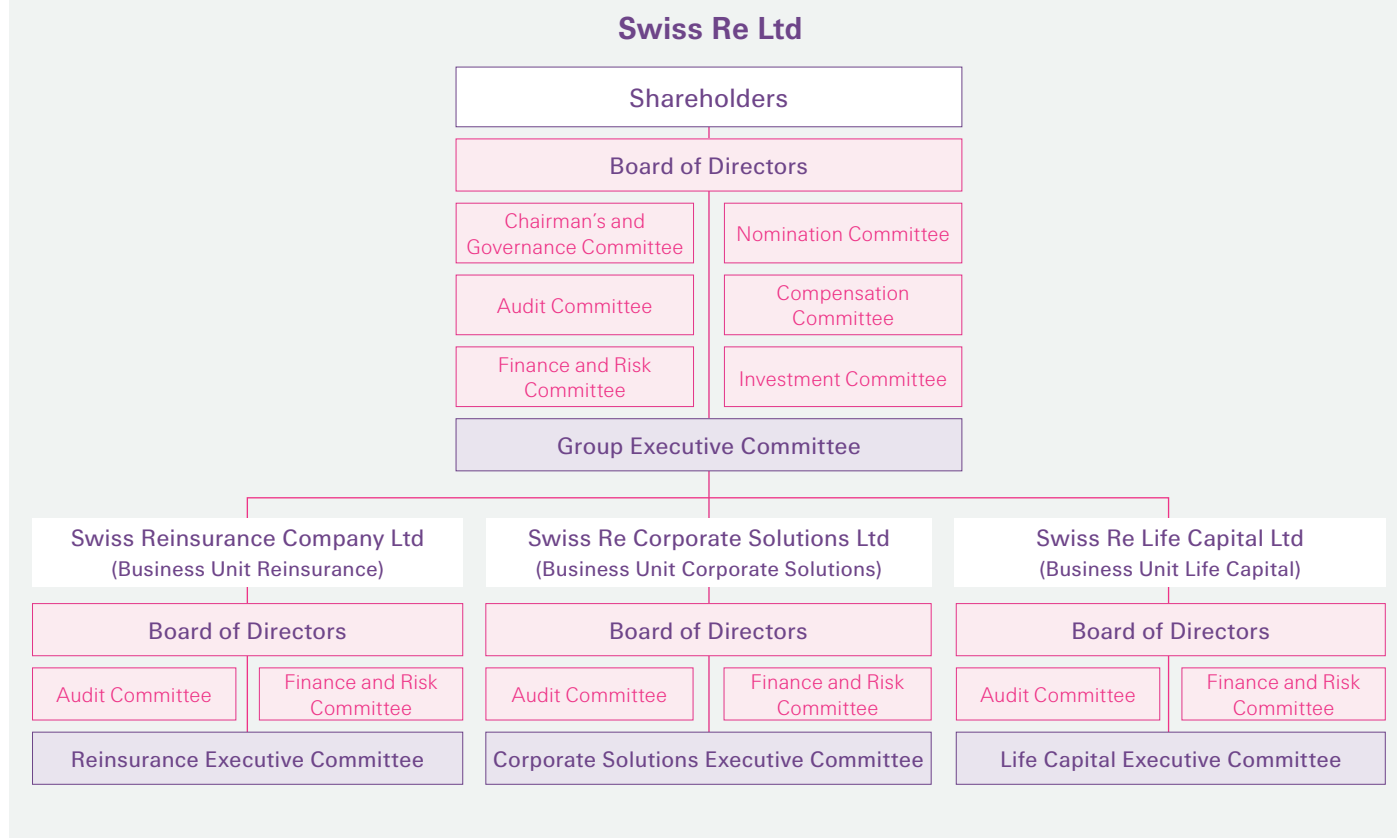 Swiss Re Ltd
Shareholders
Board of Directors
Chairman´s and
Governance Committee
Nomination Committee
Audit Committee
Compensation
Committee
Finance and Risk
Committee
Investment Committee
Group Executive Committee
Swiss Reinsurance Company Ltd
(Business Unit Reinsurance)
Swiss Re Corporate Solutions Ltd
(Business Unit Corporate Solutions)
Swiss Re Life Capital Ltd
(Business Unit Life Capital)
Board of Directors
Board of Directors
Board of Directors
Audit Committee
Finance and Risk
Committee
Audit Committee
Finance and Risk
Committee
Audit Committee
Finance and Risk
Committee
Reinsurance Executive Committee
Corporate Solutions Executive Committee
Life Capital Executive Committee